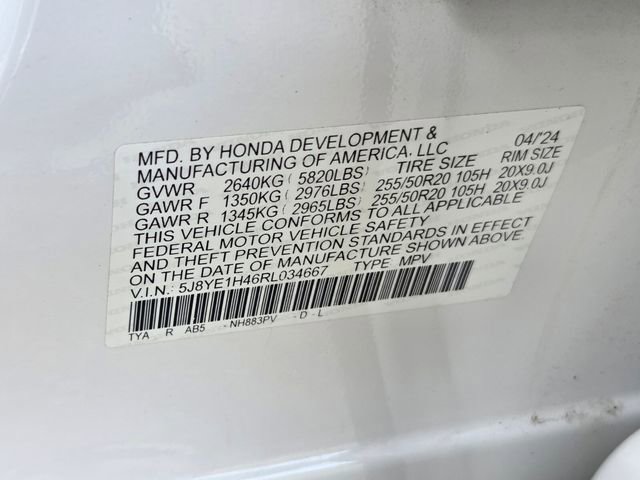 MFD. BY HONDA DEVELOPMENT & 04/'24
MANUFACTURING OF AMERICA, LLC TIRE SIZE RIM SIZE
GVWR 2640KG (5820LBS)
GAWR F 1350KG (2976LBS) 255/50R20 105H 20X9.0J
GAWR R 1345KG (2965LBS) 255/50R20 105H 20X9.0J
THIS VEHICLE CONFORMS TO ALL APPLICABLE
FEDERAL MOTOR VEHICLE SAFETY
AND THEFT PREVENTION STANDARDS IN EFFECT
ON THE DATE OF MANUFACTURE SHOWN ABOVE.
V.I.N.: 5J8YE1H46RL034667 TYPE: MPV
TYA R AB5 - NH883PV - D - L